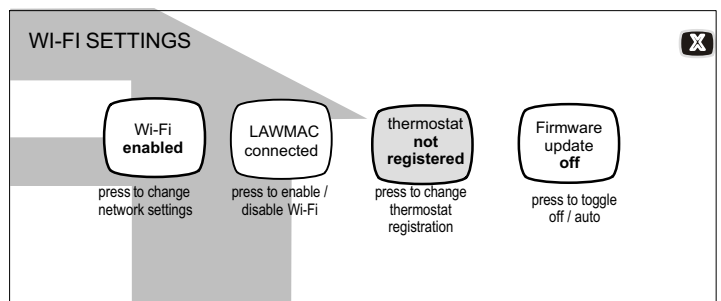 WI-FI SETTINGS
X
Wi-Fi
enabled
press to change
network settings
LAWMAC
connected
press to enable /
disable Wi-Fi
thermostat
not
registered
press to change
thermostat
registration
Firmware
update
off
press to toggle
off / auto